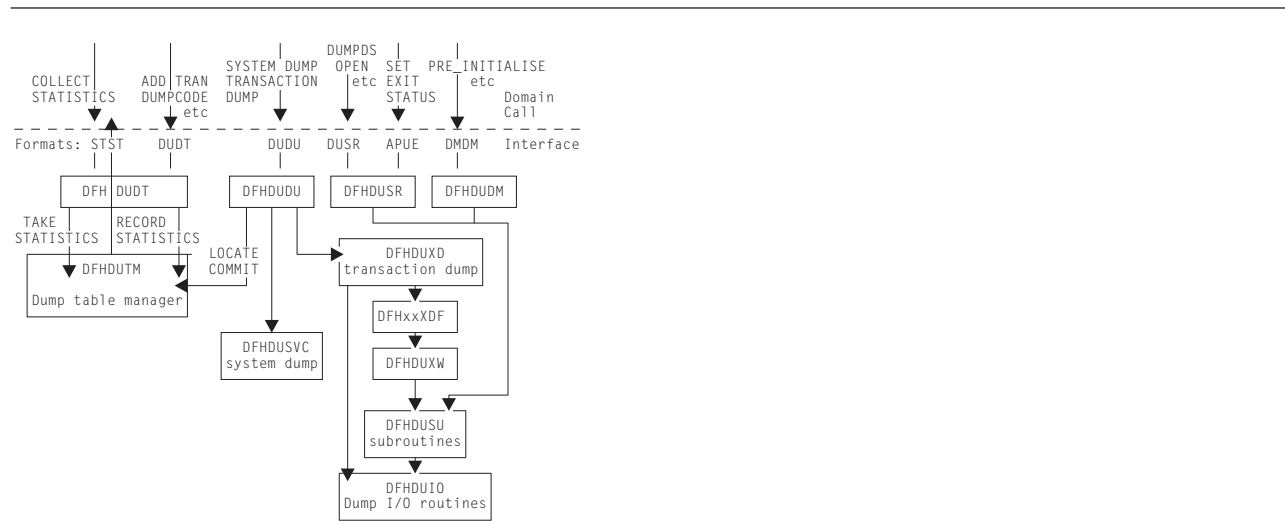 COLLECT
STATISTICS
ADD TRAN
DUMPCODE
etc
SYSTEM DUMP
TRANSACTION
DUMP
DUMPDS
OPEN
etc
SET
EXIT
STATUS
PRE_INITIALISE
etc
Domain
Call
Formats: STST DUDT DUDU DUSR APUE DMDM Interface
DFH DUDT
DFHDUDU
DFHDUSR
DFHDUDM
TAKE
STATISTICS
RECORD
STATISTICS
LOCATE
COMMIT
DFHDUTM
Dump table manager
DFHDUXD
transaction dump
DFHxxXDF
DFHDUSVC
system dump
DFHDUXW
DFHDUSU
subroutines
DFHDUIO
Dump I/O routines